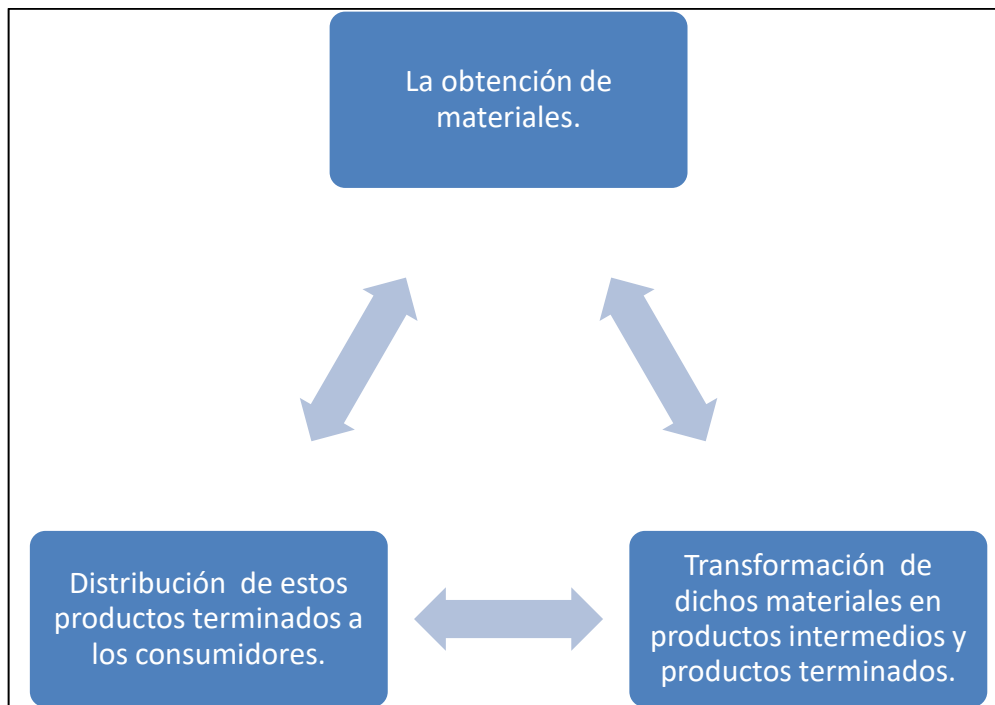 La obtención de
materiales.
Distribución de estos
productos terminados a
los consumidores.
Transformación de
dichos materiales en
productos intermedios y
productos terminados.